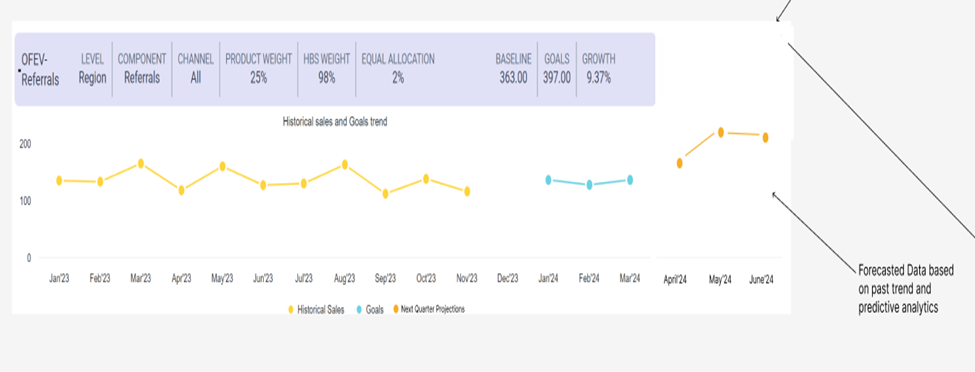 OFEV-
Referrals
LEVEL
Region
COMPONENT
Referrals
CHANNEL
All
PRODUCT WEIGHT
25%
HBS WEIGHT
98%
EQUAL ALLOCATION
2%
BASELINE
363.00
GOALS
397.00
GROWTH
9.37%
Historical sales and Goals trend
200
100
0
Jan'23 Feb'23 Mar'23 Apr'23 May'23 Jun'23 Jul'23 Aug'23 Sep'23 Oct'23 Nov'23 Dec'23 Jan'24 Feb'24 Mar'24 April'24 May'24 June'24
Historical Sales Goals Next Quarter Projections
Forecasted Data based
on past trend and
predictive analytics